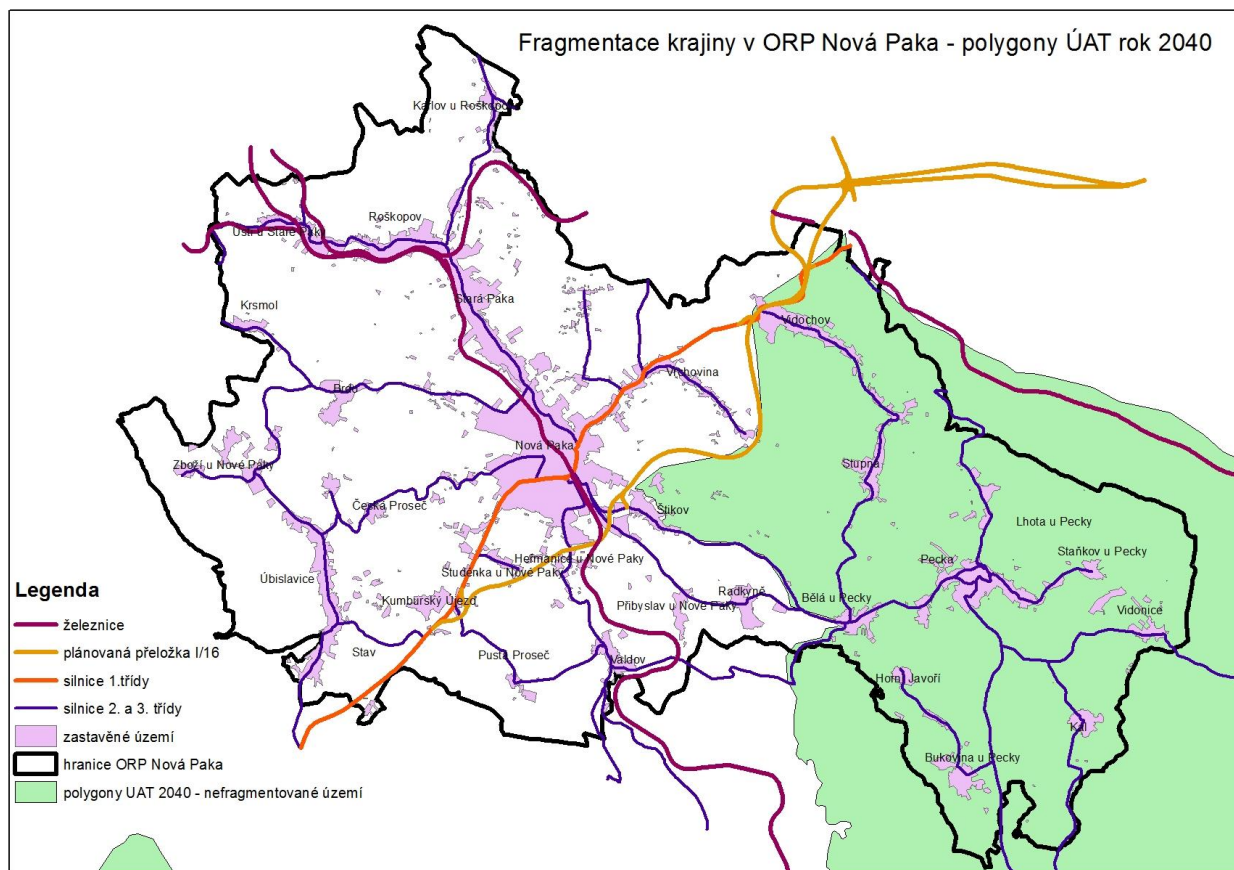 Fragmentace krajiny v ORP Nová Paka - polygony ÚAT rok 2040
Karlov u Roškopova
Roškopov
Ústí u Staré Paky
Stará Paka
Krsmol
Vidochov
Vrchovina
Brdo
Nová Paka
Zboží u Nové Paky
Stupná
Česká Proseč
Štikov
Lhota u Pecky
Heřmanice u Nové Paky
Staňkov u Pecky
Pecka
Studénka u Nové Paky
Úbislavice
Radkyně
Bělá u Pecky
Kumburský Újezd
Přibyslav u Nové Paky
Vidonice
Stav
Pustá Proseč
Valdov
Horní Javoří
Kal
Bukovina u Pecky
Legenda
železnice
plánovaná přeložka I/16
silnice 1.třídy
silnice 2. a 3. třídy
zastavěné území
hranice ORP Nová Paka
polygony UAT 2040 - nefragmentované území